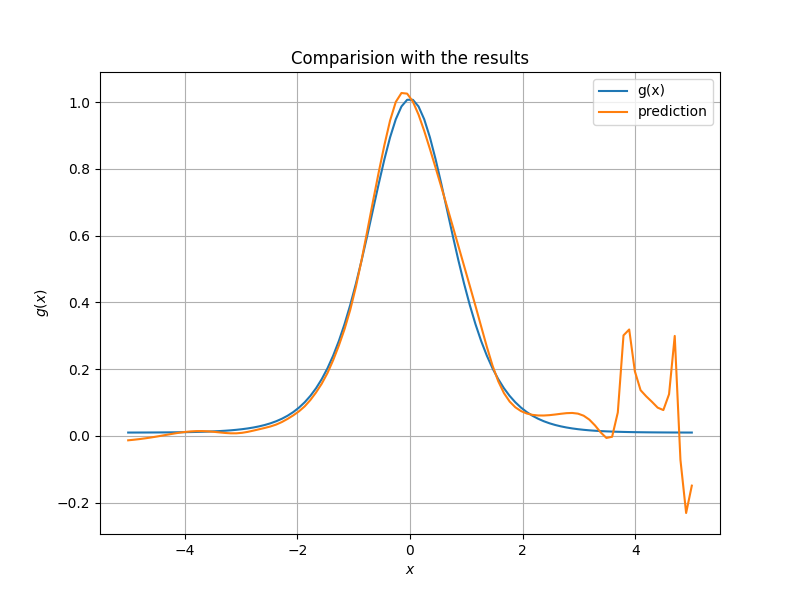 Comparision with the results
g(x)
prediction
1.0
0.8
0.6
0.4
0.2
0.0
−0.2
g(x)
−4
−2
0
2
4
x